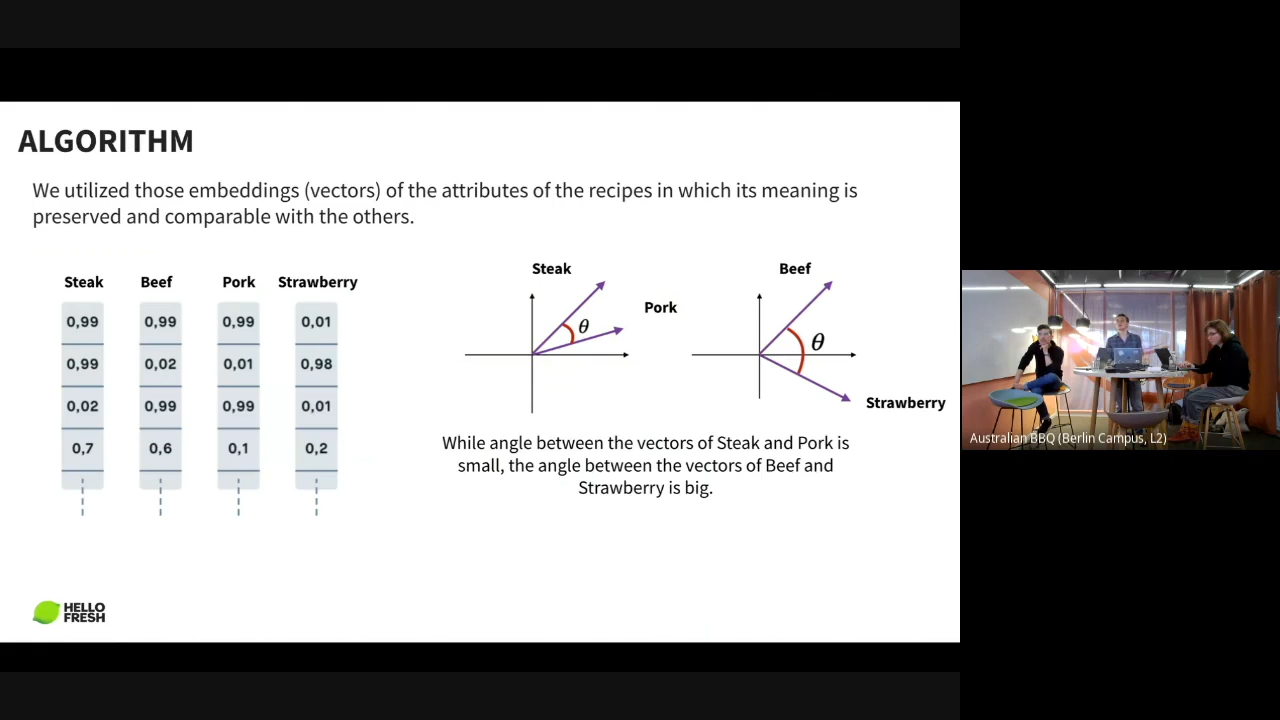 ALGORITHM
We utilized those embeddings (vectors) of the attributes of the recipes in which its meaning is
preserved and comparable with the others.
Steak Beef Pork Strawberry
0,99 0,99 0,99 0,01
0,99 0,02 0,01 0,98
0,02 0,99 0,99 0,01
0,7 0,6 0,1 0,2
Steak
Pork
θ
Beef
θ
Strawberry
While angle between the vectors of Steak and Pork is
small, the angle between the vectors of Beef and
Strawberry is big.
HELLO
FRESH
Australian BBQ (Berlin Campus, L2)